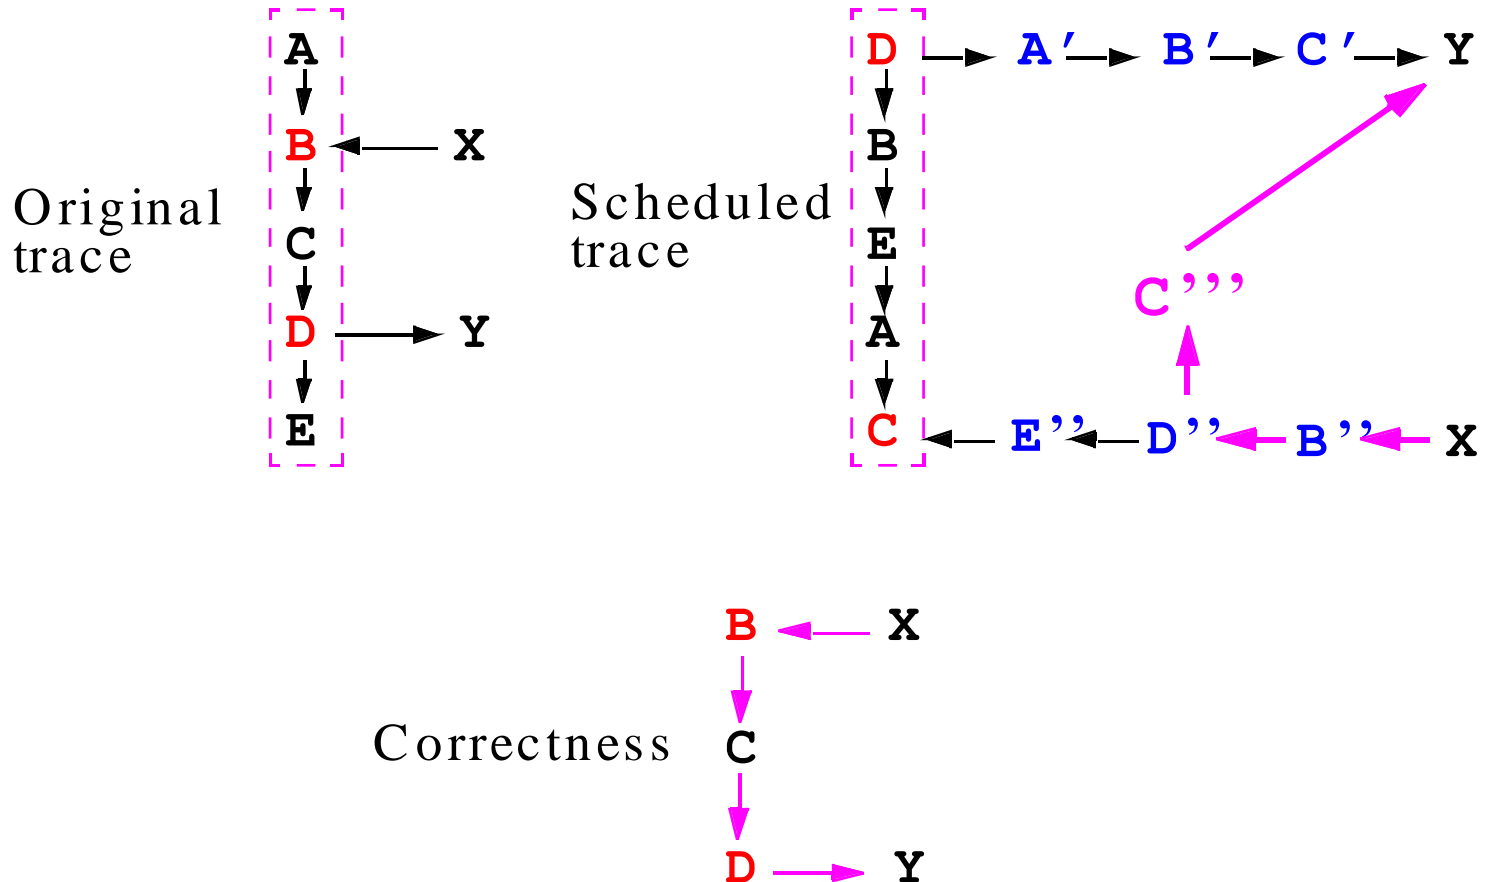 A
B X
Original
trace
C
D Y
E
D A′ B′ C′ Y
B
Scheduled
trace
E
C’’’
A
C E’’ D’’ B’’ X
B X
Correctness C
D Y